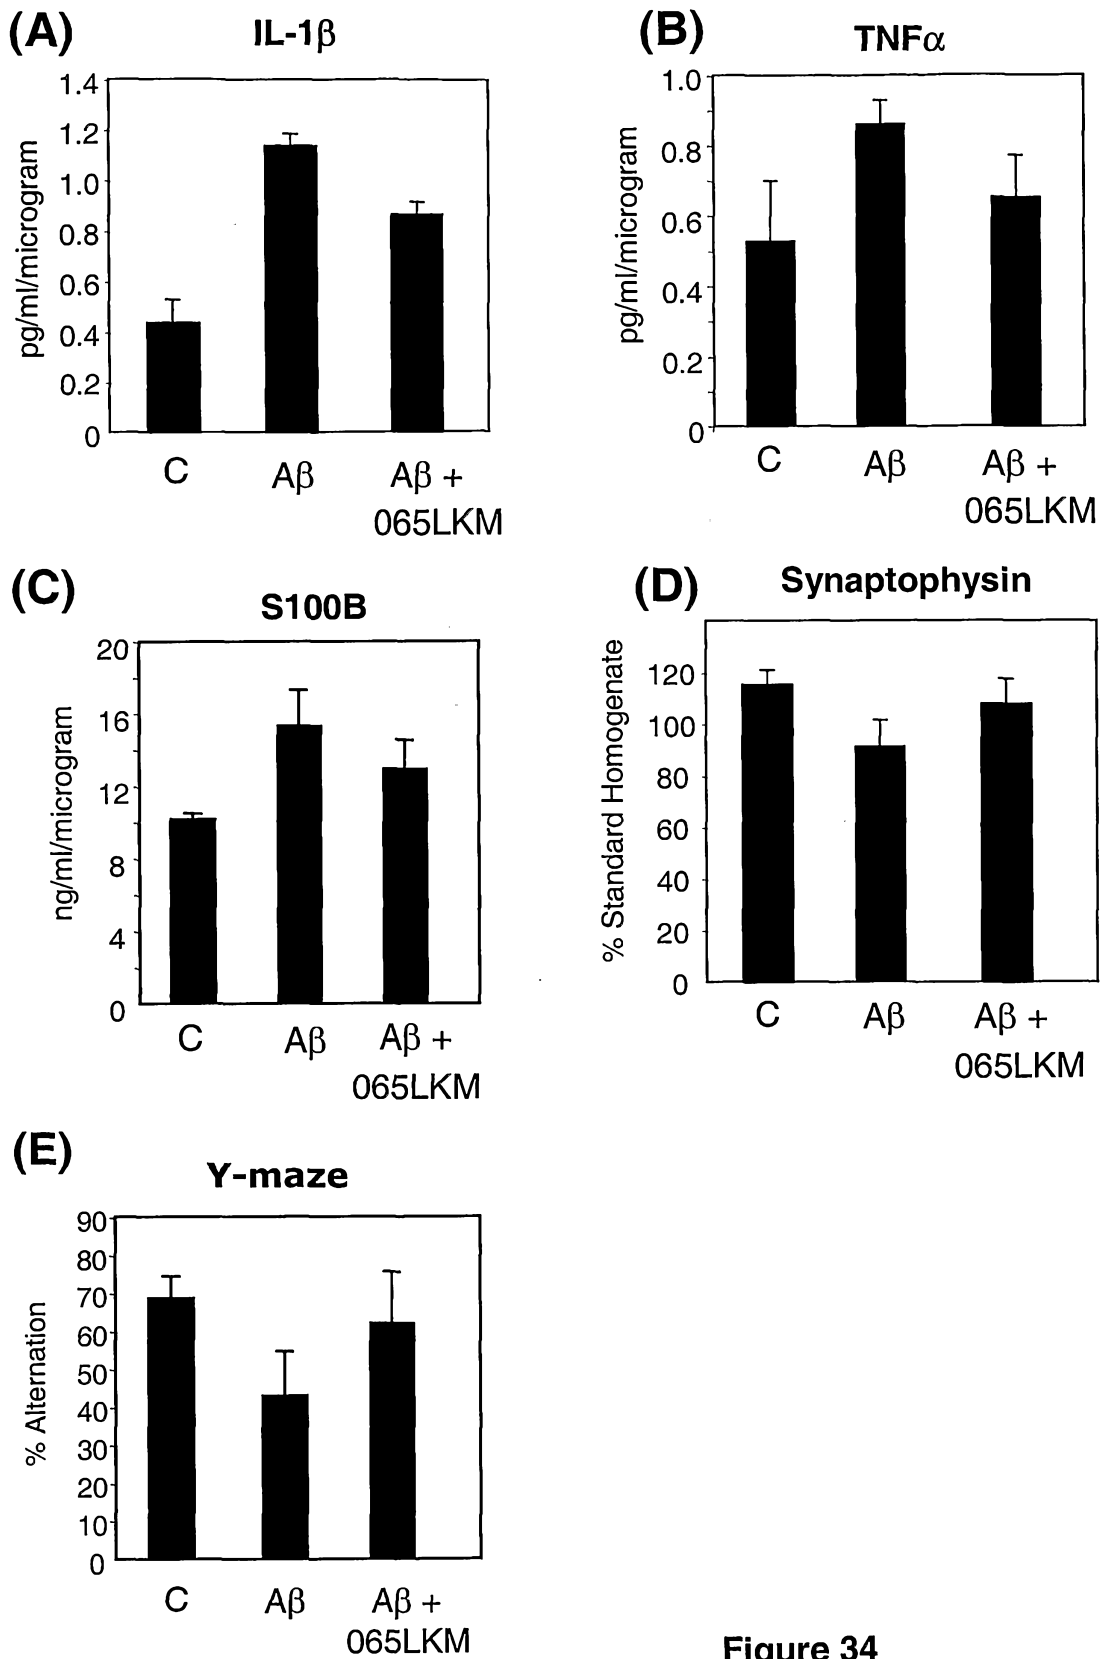 (A)
IL-1β
pg/ml/microgram
1.4
1.2
1.0
0.8
0.6
0.4
0.2
0
C
Aβ
Aβ +
065LKM
(B)
TNFα
pg/ml/microgram
1.0
0.8
0.6
0.4
0.2
0
C
Aβ
Aβ +
065LKM
(C)
S100B
ng/ml/microgram
20
16
12
8
4
0
C
Aβ
Aβ +
065LKM
(D)
Synaptophysin
% Standard Homogenate
120
100
80
60
40
20
0
C
Aβ
Aβ +
065LKM
(E)
Y-maze
% Alternation
90
80
70
60
50
40
30
20
10
0
C
Aβ
Aβ +
065LKM
Figure 34